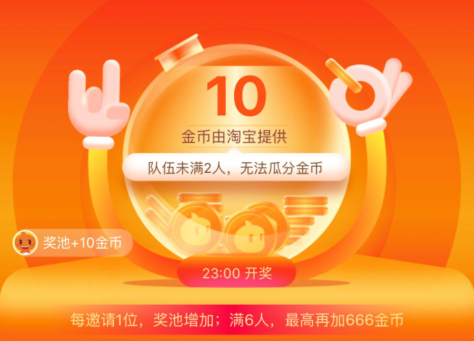 10
金币由淘宝提供
队伍未满2人，无法瓜分金币
奖池+10金币
23:00 开奖
每邀请1位，奖池增加；满6人，最高再加666金币